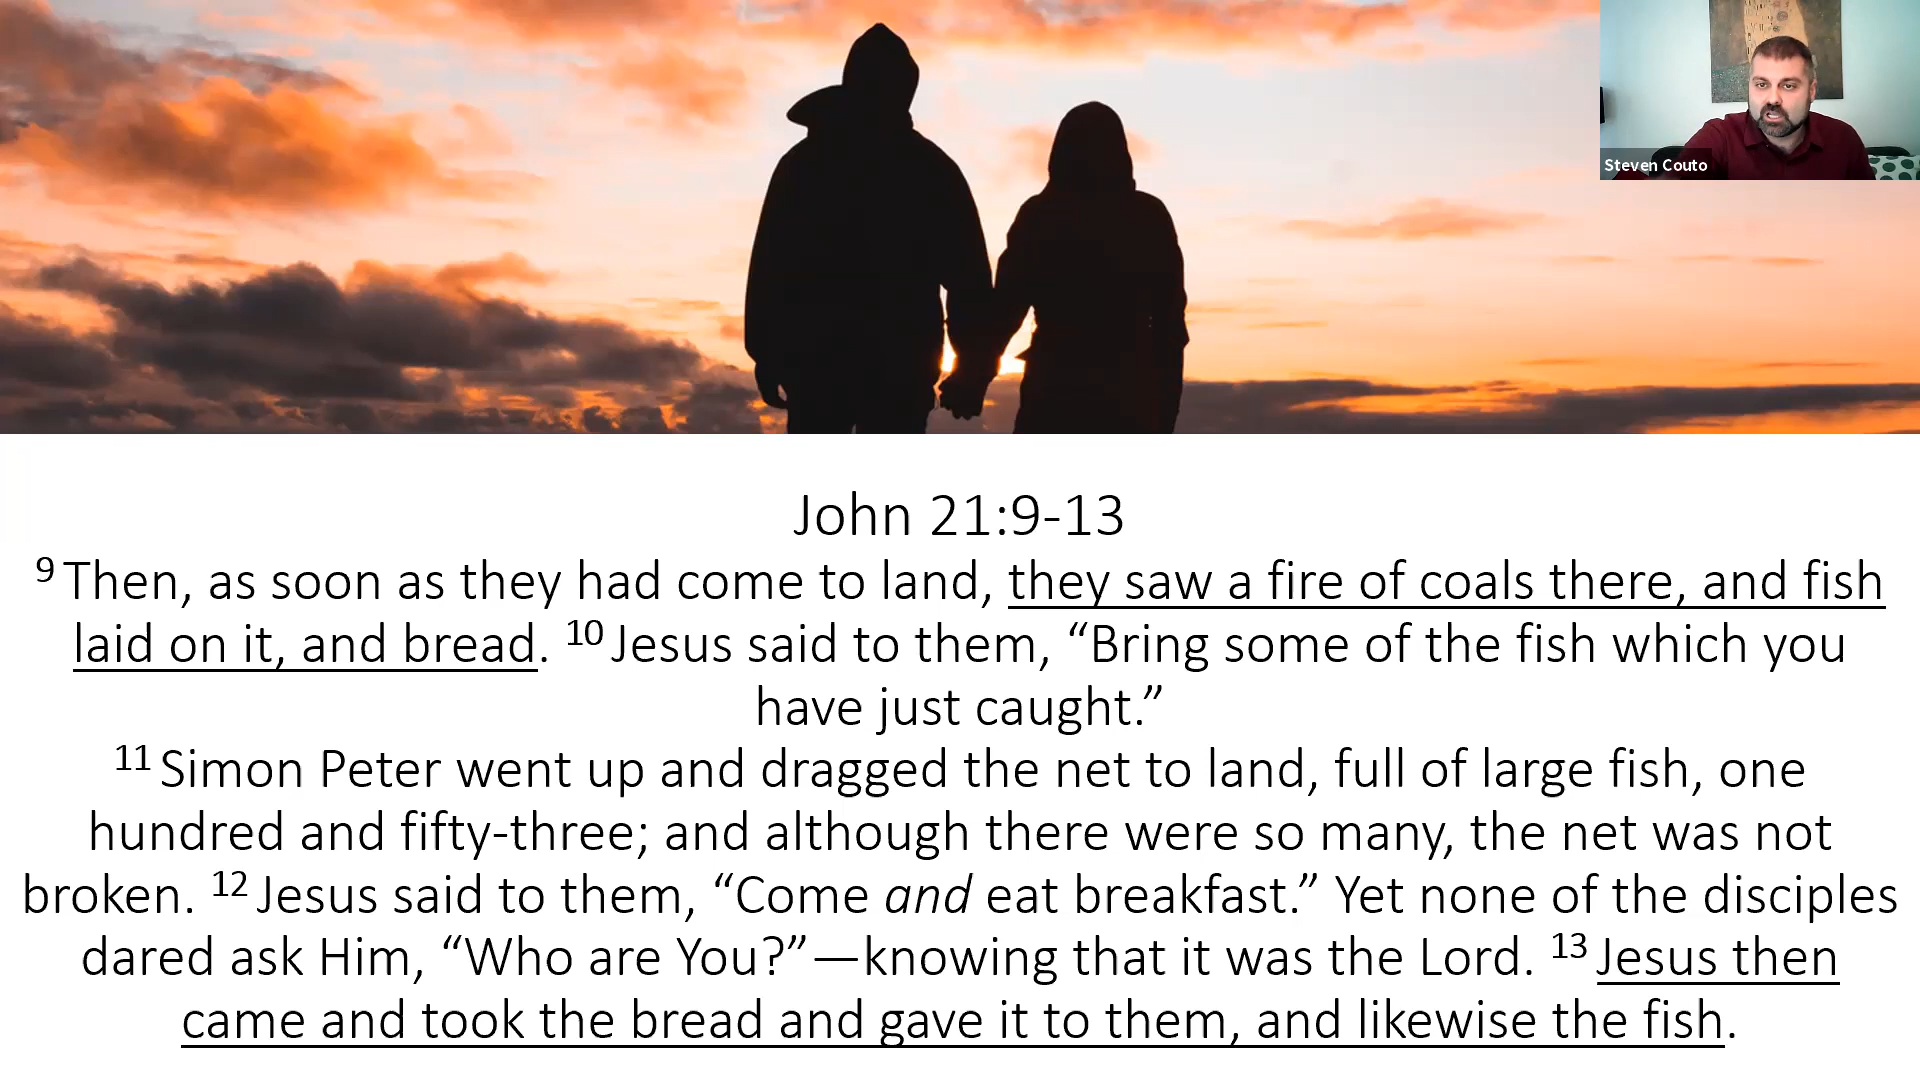 Steven Couto
John 21:9-13
9 Then, as soon as they had come to land, they saw a fire of coals there, and fish
laid on it, and bread. 10 Jesus said to them, “Bring some of the fish which you
have just caught.”
11 Simon Peter went up and dragged the net to land, full of large fish, one
hundred and fifty-three; and although there were so many, the net was not
broken. 12 Jesus said to them, “Come and eat breakfast.” Yet none of the disciples
dared ask Him, “Who are You?”—knowing that it was the Lord. 13 Jesus then
came and took the bread and gave it to them, and likewise the fish.